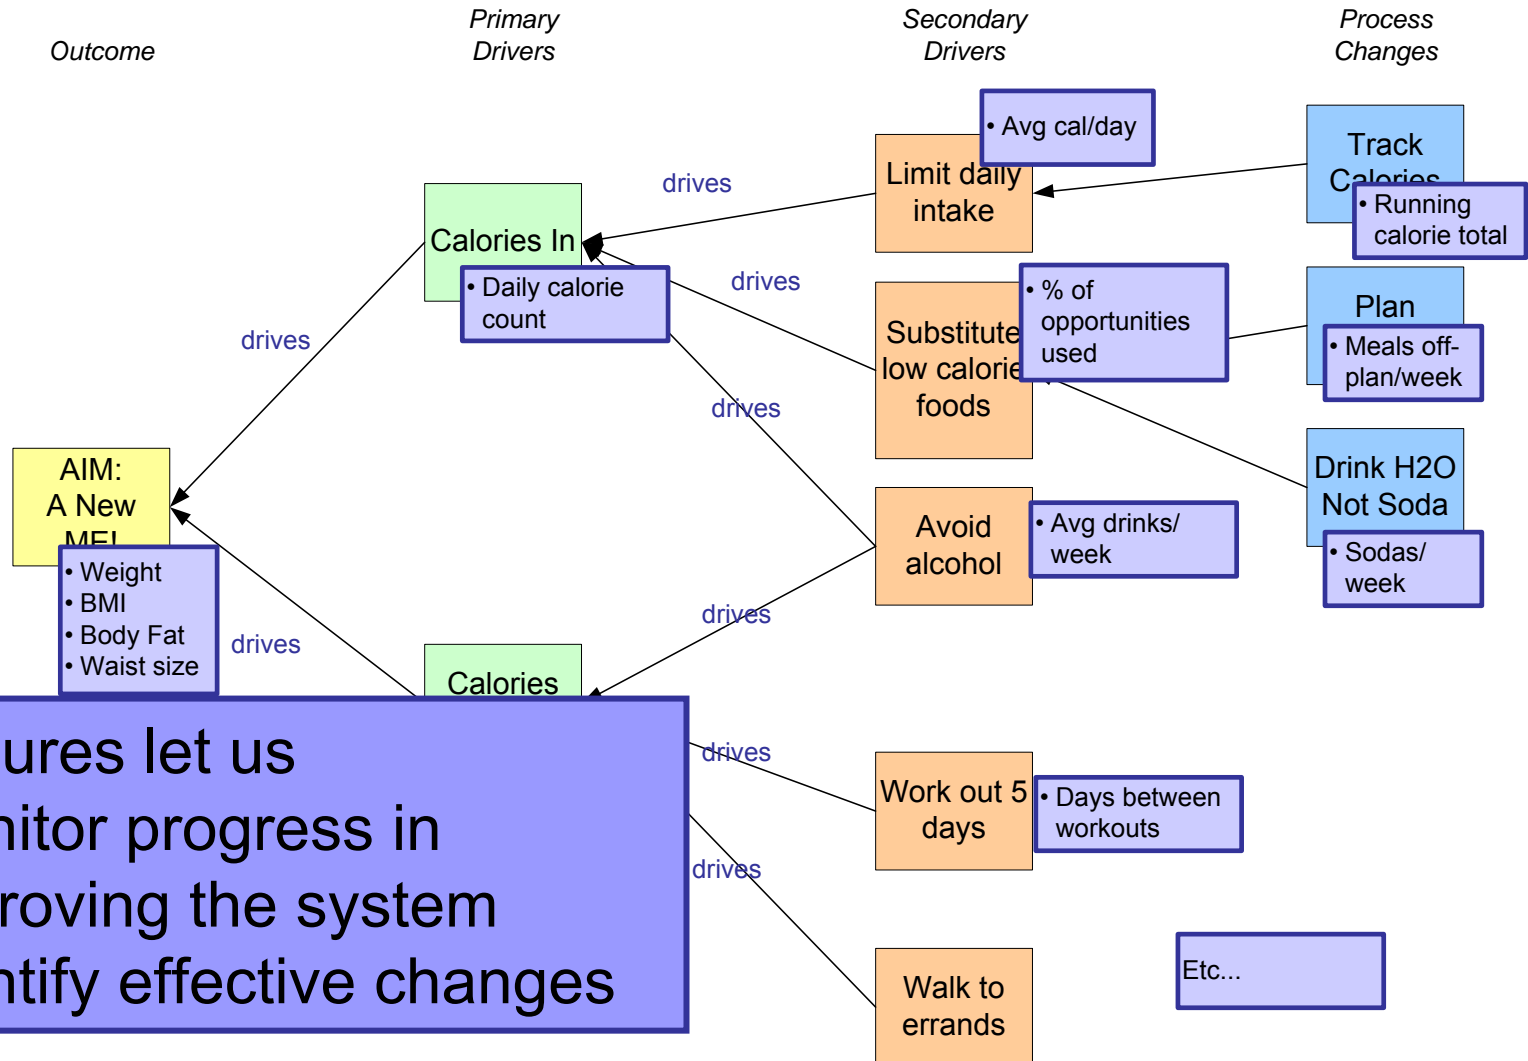 Outcome
Primary
Drivers
Secondary
Drivers
Process
Changes
• Avg cal/day
Limit daily
intake
Track
Calories
• Running
calorie total
drives
Calories In
• Daily calorie
count
drives
• % of
opportunities
used
Substitute
low calorie
foods
Plan
• Meals off-
plan/week
drives
drives
AIM:
A New
ME!
• Weight
• BMI
• Body Fat
• Waist size
Avoid
alcohol
• Avg drinks/
week
Drink H2O
Not Soda
• Sodas/
week
drives
drives
Calories
ures let us
nitor progress in
roving the system
ntify effective changes
drives
Work out 5
days
• Days between
workouts
drives
Walk to
errands
Etc...